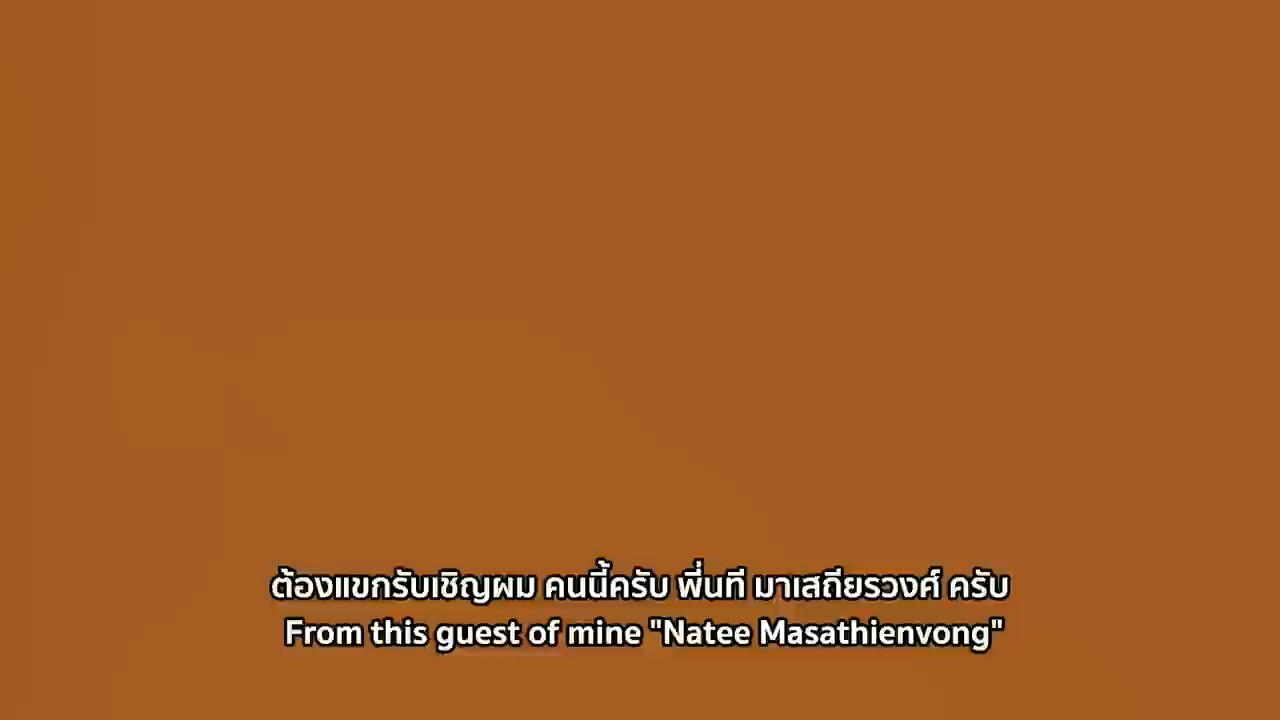 ต้องแขกรับเชิญผม คนนี้ครับ พี่นที มาเสถียรวงศ์ ครับ
From this guest of mine "Natee Masathienvong"